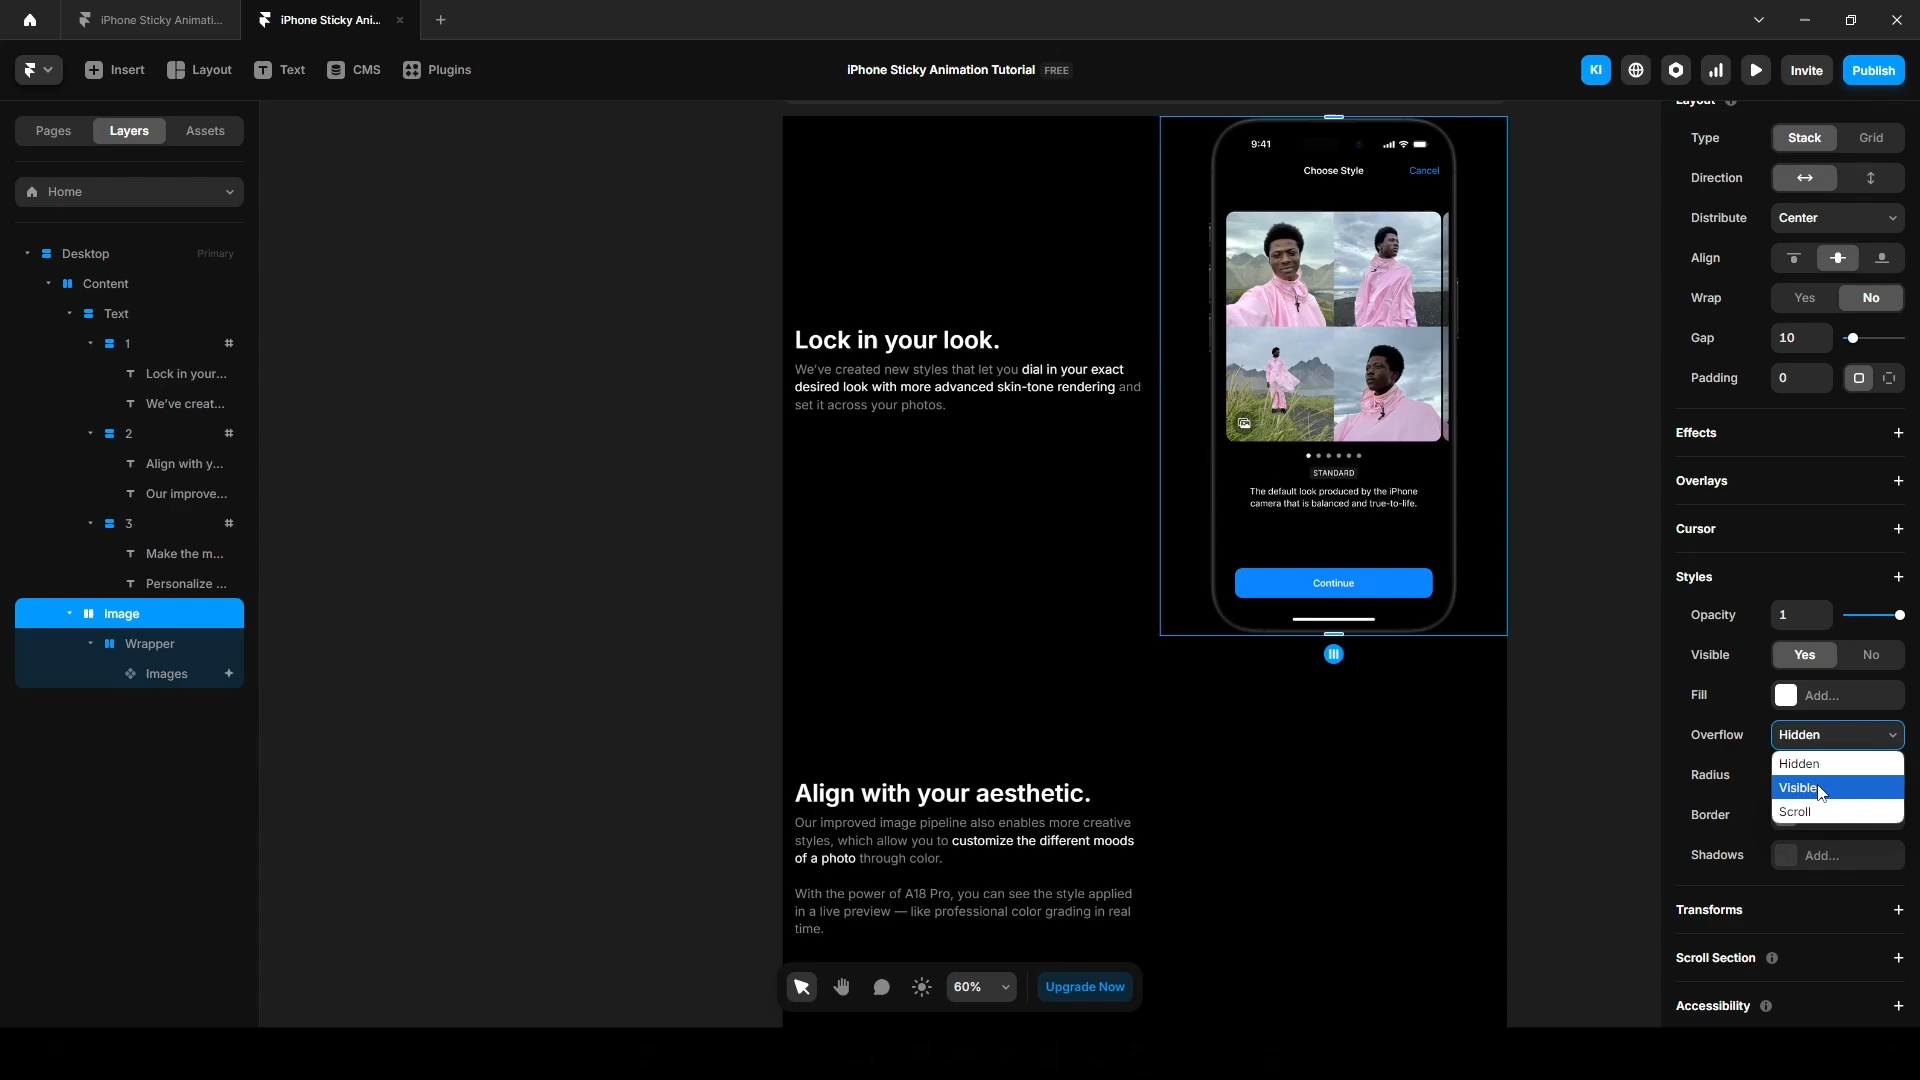 iPhone Sticky Animati...
iPhone Sticky Ani...
Insert
Layout
Text
CMS
Plugins
iPhone Sticky Animation Tutorial FREE
KI
Invite
Publish
Pages
Layers
Assets
Home
Desktop
Primary
Content
Text
1
Lock in your...
We've creat...
2
Align with y...
Our improve...
3
Make the m...
Personalize ...
Image
Wrapper
Images
9:41
Choose Style
Cancel
STANDARD
The default look produced by the iPhone
camera that is balanced and true-to-life.
Continue
Lock in your look.
We've created new styles that let you dial in your exact
desired look with more advanced skin-tone rendering and
set it across your photos.
Align with your aesthetic.
Our improved image pipeline also enables more creative
styles, which allow you to customize the different moods
of a photo through color.
With the power of A18 Pro, you can see the style applied
in a live preview — like professional color grading in real
time.
60%
Upgrade Now
Layout
Type
Stack
Grid
Direction
Distribute
Center
Align
Wrap
Yes
No
Gap
10
Padding
0
Effects
Overlays
Cursor
Styles
Opacity
1
Visible
Yes
No
Fill
Add...
Overflow
Hidden
Hidden
Visible
Scroll
Radius
Border
Shadows
Add...
Transforms
Scroll Section
Accessibility